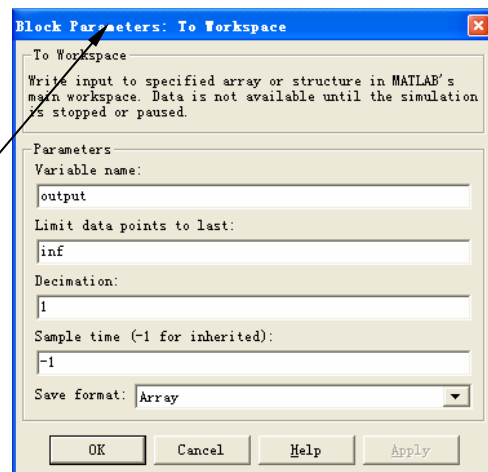 Block Parameters: To Workspace
To Workspace
Write input to specified array or structure in MATLAB's
main workspace. Data is not available until the simulation
is stopped or paused.
Parameters
Variable name:
output
Limit data points to last:
inf
Decimation:
1
Sample time (-1 for inherited):
-1
Save format: Array
OK Cancel Help Apply